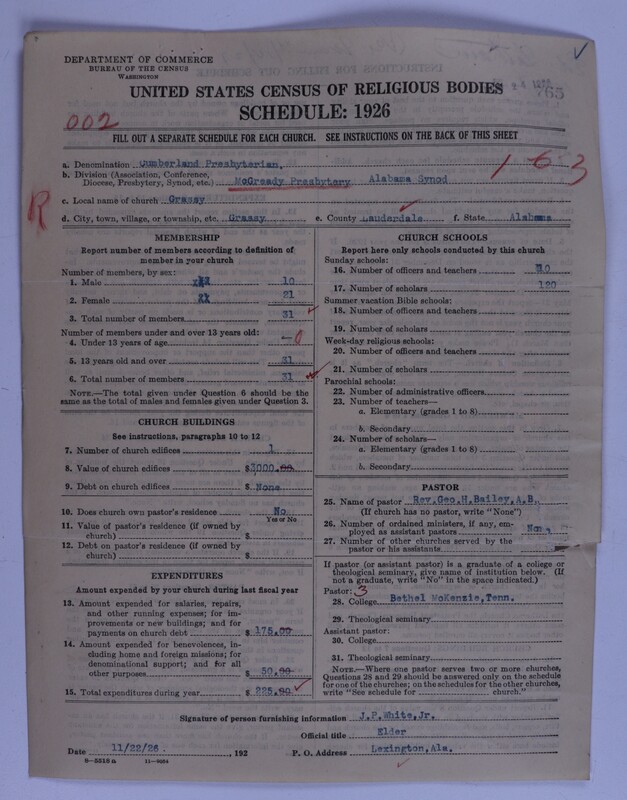 DEPARTMENT OF COMMERCE
BUREAU OF THE CENSUS
WASHINGTON
UNITED STATES CENSUS OF RELIGIOUS BODIES
SCHEDULE: 1926
765
002
FILL OUT A SEPARATE SCHEDULE FOR EACH CHURCH. SEE INSTRUCTIONS ON THE BACK OF THIS SHEET
1 6 3
R
a. Denomination Cumberland Presbyterian.
b. Division (Association, Conference, Diocese, Presbytery, Synod, etc.) McGready Presbytery Alabama Synod
c. Local name of church Grassy
d. City, town, village, or township, etc. Grassy e. County Lauderdale f. State Alabama
MEMBERSHIP
Report number of members according to definition of member in your church
Number of members, by sex:
1. Male 10
2. Female 21
3. Total number of members 31
Number of members under and over 13 years old:
4. Under 13 years of age — 0
5. 13 years old and over 31
6. Total number of members 31
NOTE.—The total given under Question 6 should be the same as the total of males and females given under Question 3.
CHURCH BUILDINGS
See instructions, paragraphs 10 to 12
7. Number of church edifices 1
8. Value of church edifices $3000.00
9. Debt on church edifices $ None
10. Does church own pastor's residence No
Yes or No
11. Value of pastor's residence (if owned by church) $
12. Debt on pastor's residence (if owned by church) $
EXPENDITURES
Amount expended by your church during last fiscal year
13. Amount expended for salaries, repairs, and other running expenses; for improvements or new buildings; and for payments on church debt $ 175.00
14. Amount expended for benevolences, including home and foreign missions; for denominational support; and for all other purposes $ 50.00
15. Total expenditures during year $ 225.00
CHURCH SCHOOLS
Report here only schools conducted by this church
Sunday schools:
16. Number of officers and teachers 10
17. Number of scholars 120
Summer vacation Bible schools:
18. Number of officers and teachers
19. Number of scholars
Week-day religious schools:
20. Number of officers and teachers
21. Number of scholars
Parochial schools:
22. Number of administrative officers
23. Number of teachers—
a. Elementary (grades 1 to 8)
b. Secondary
24. Number of scholars—
a. Elementary (grades 1 to 8)
b. Secondary
PASTOR
25. Name of pastor Rev.Geo.H.Bailey,A.B.
(If church has no pastor, write "None")
26. Number of ordained ministers, if any, employed as assistant pastors None
27. Number of other churches served by the pastor or his assistants
If pastor (or assistant pastor) is a graduate of a college or theological seminary, give name of institution below. (If not a graduate, write "No" in the space indicated.)
Pastor: 3
28. College Bethel McKenzie,Tenn.
29. Theological seminary
Assistant pastor:
30. College
31. Theological seminary
NOTE.—Where one pastor serves two or more churches, Questions 28 and 29 should be answered only on the schedule for one of the churches; on the schedules for the other churches, write "See schedule for church."
Signature of person furnishing information J.P.White,Jr.
Official title Elder
Date 11/22/26 , 192 P. O. Address Lexington,Ala.
8—5318 a 11—9034